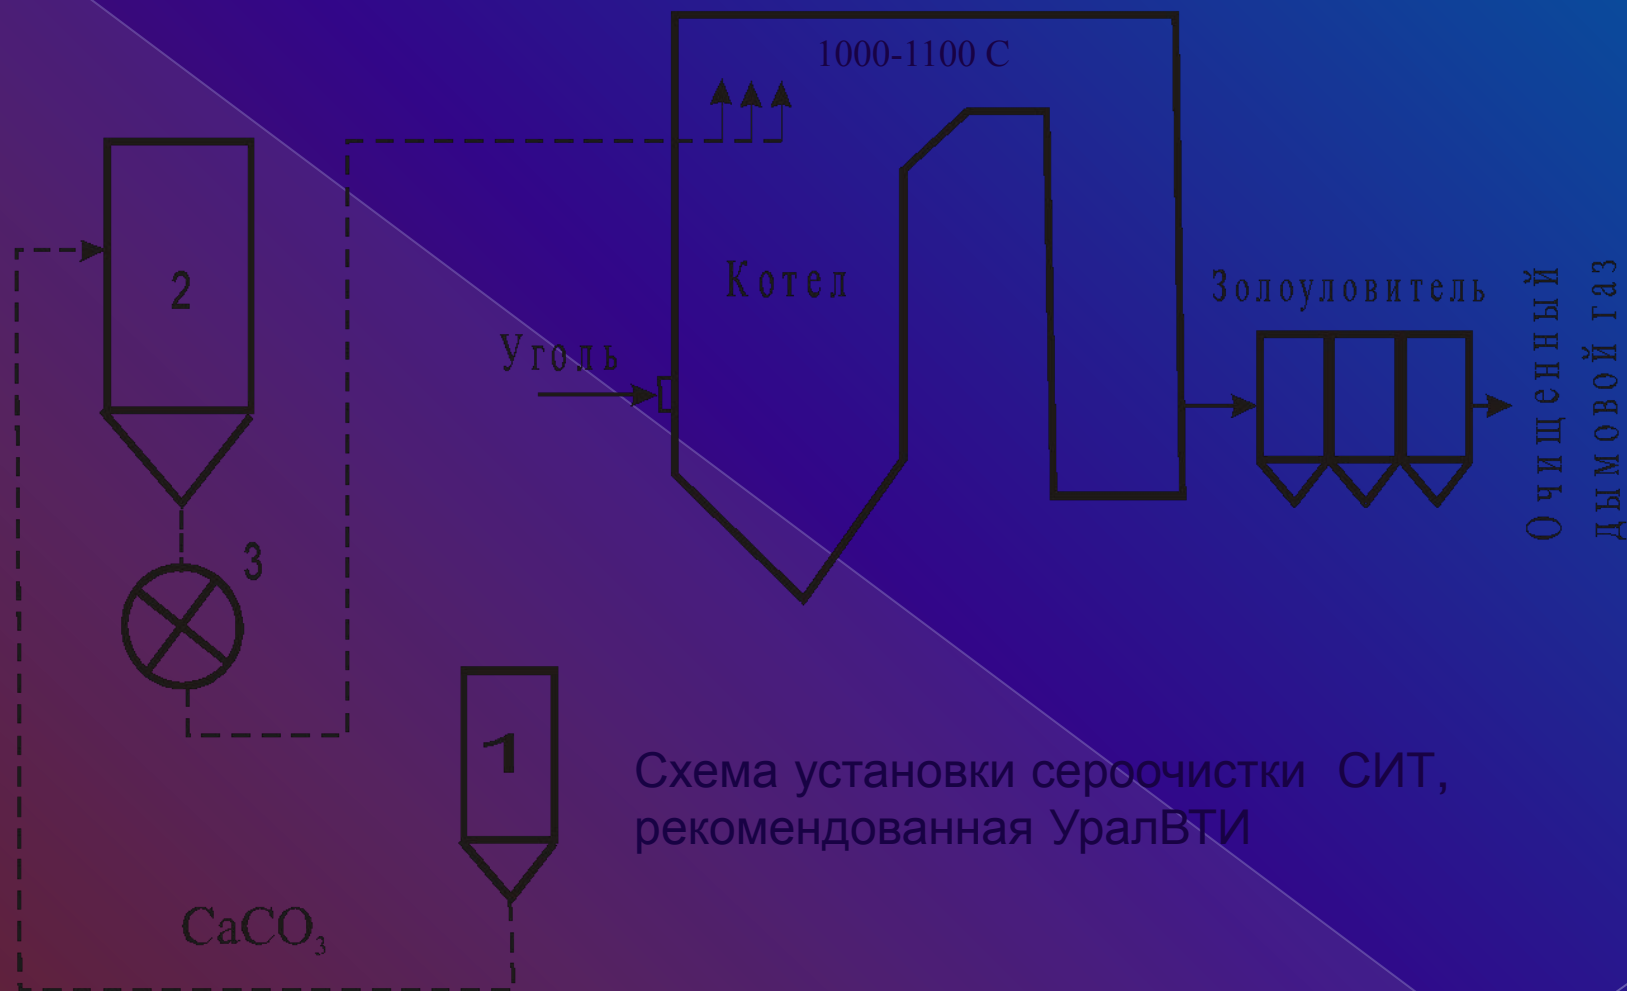 1000-1100 С
2
Котел
Золоуловитель
Уголь
Очищенный
дымовой газ
3
1
Схема установки сероочистки СИТ,
рекомендованная УралВТИ
CaCO₃